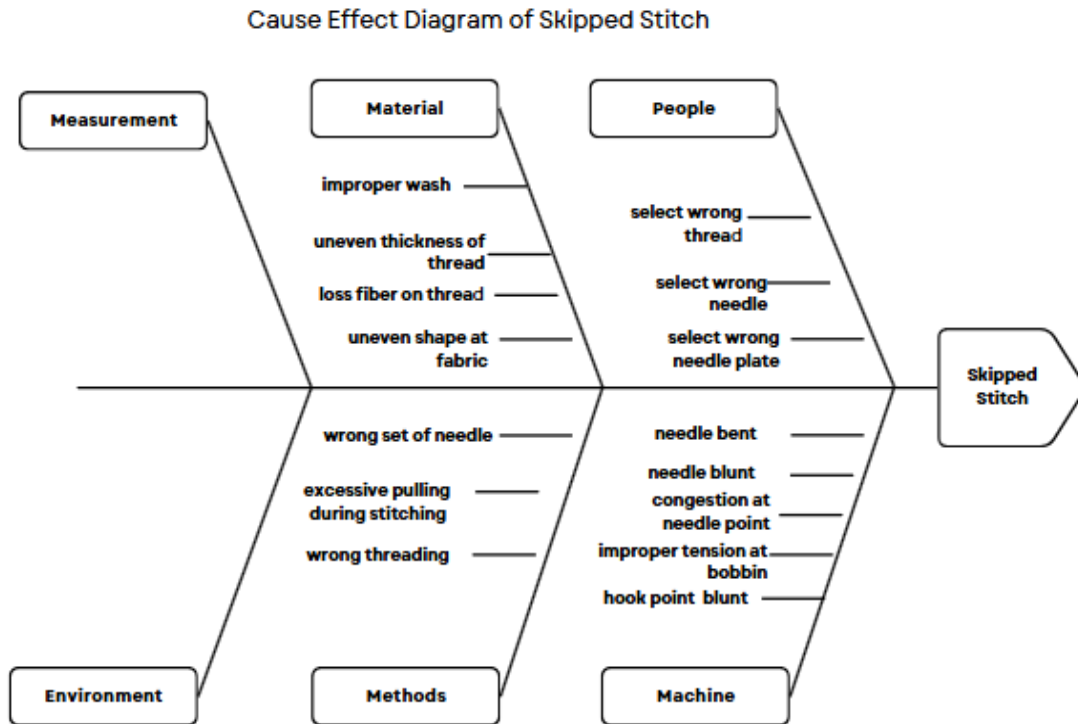 Cause Effect Diagram of Skipped Stitch
Measurement
Material
People
improper wash
uneven thickness of
thread
loss fiber on thread
uneven shape at
fabric
select wrong
thread
select wrong
needle
select wrong
needle plate
Skipped
Stitch
wrong set of needle
excessive pulling
during stitching
wrong threading
needle bent
needle blunt
congestion at
needle point
improper tension at
bobbin
hook point blunt
Environment
Methods
Machine